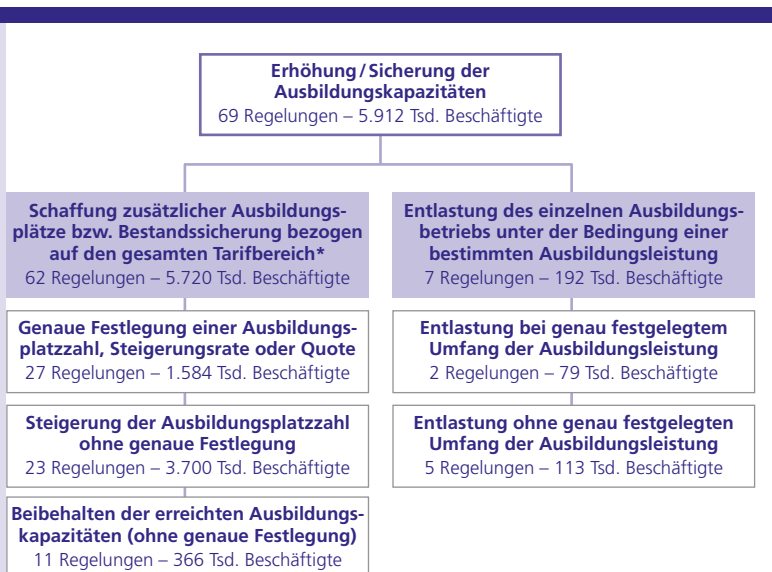 Erhöhung/Sicherung der
Ausbildungskapazitäten
69 Regelungen – 5.912 Tsd. Beschäftigte
Schaffung zusätzlicher Ausbildungs-
plätze bzw. Bestandssicherung bezogen
auf den gesamten Tarifbereich*
62 Regelungen – 5.720 Tsd. Beschäftigte
Genaue Festlegung einer Ausbildungs-
platzzahl, Steigerungsrate oder Quote
27 Regelungen – 1.584 Tsd. Beschäftigte
Steigerung der Ausbildungsplatzzahl
ohne genaue Festlegung
23 Regelungen – 3.700 Tsd. Beschäftigte
Beibehalten der erreichten Ausbildungs-
kapazitäten (ohne genaue Festlegung)
11 Regelungen – 366 Tsd. Beschäftigte
Entlastung des einzelnen Ausbildungs-
betriebs unter der Bedingung einer
bestimmten Ausbildungsleistung
7 Regelungen – 192 Tsd. Beschäftigte
Entlastung bei genau festgelegtem
Umfang der Ausbildungsleistung
2 Regelungen – 79 Tsd. Beschäftigte
Entlastung ohne genau festgelegten
Umfang der Ausbildungsleistung
5 Regelungen – 113 Tsd. Beschäftigte